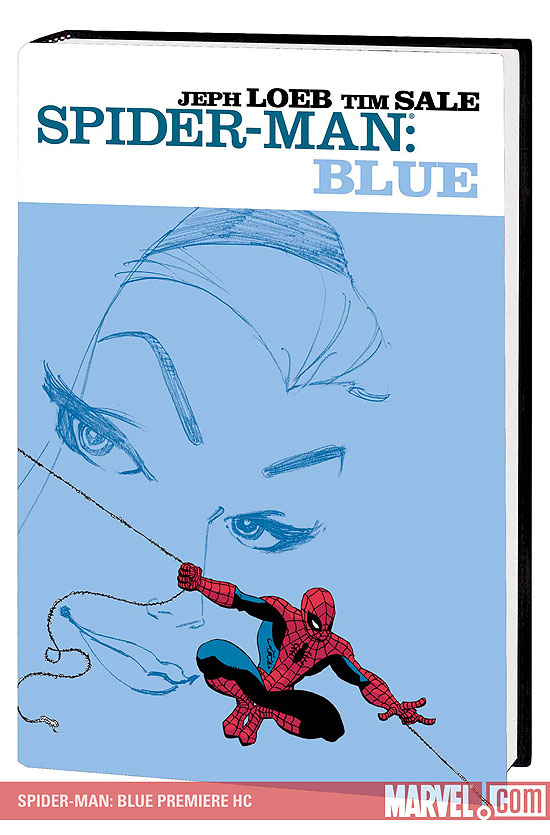 JEPH LOEB TIM SALE
SPIDER-MAN:®
BLUE
SPIDER-MAN: BLUE PREMIERE HC
MARVEL.com